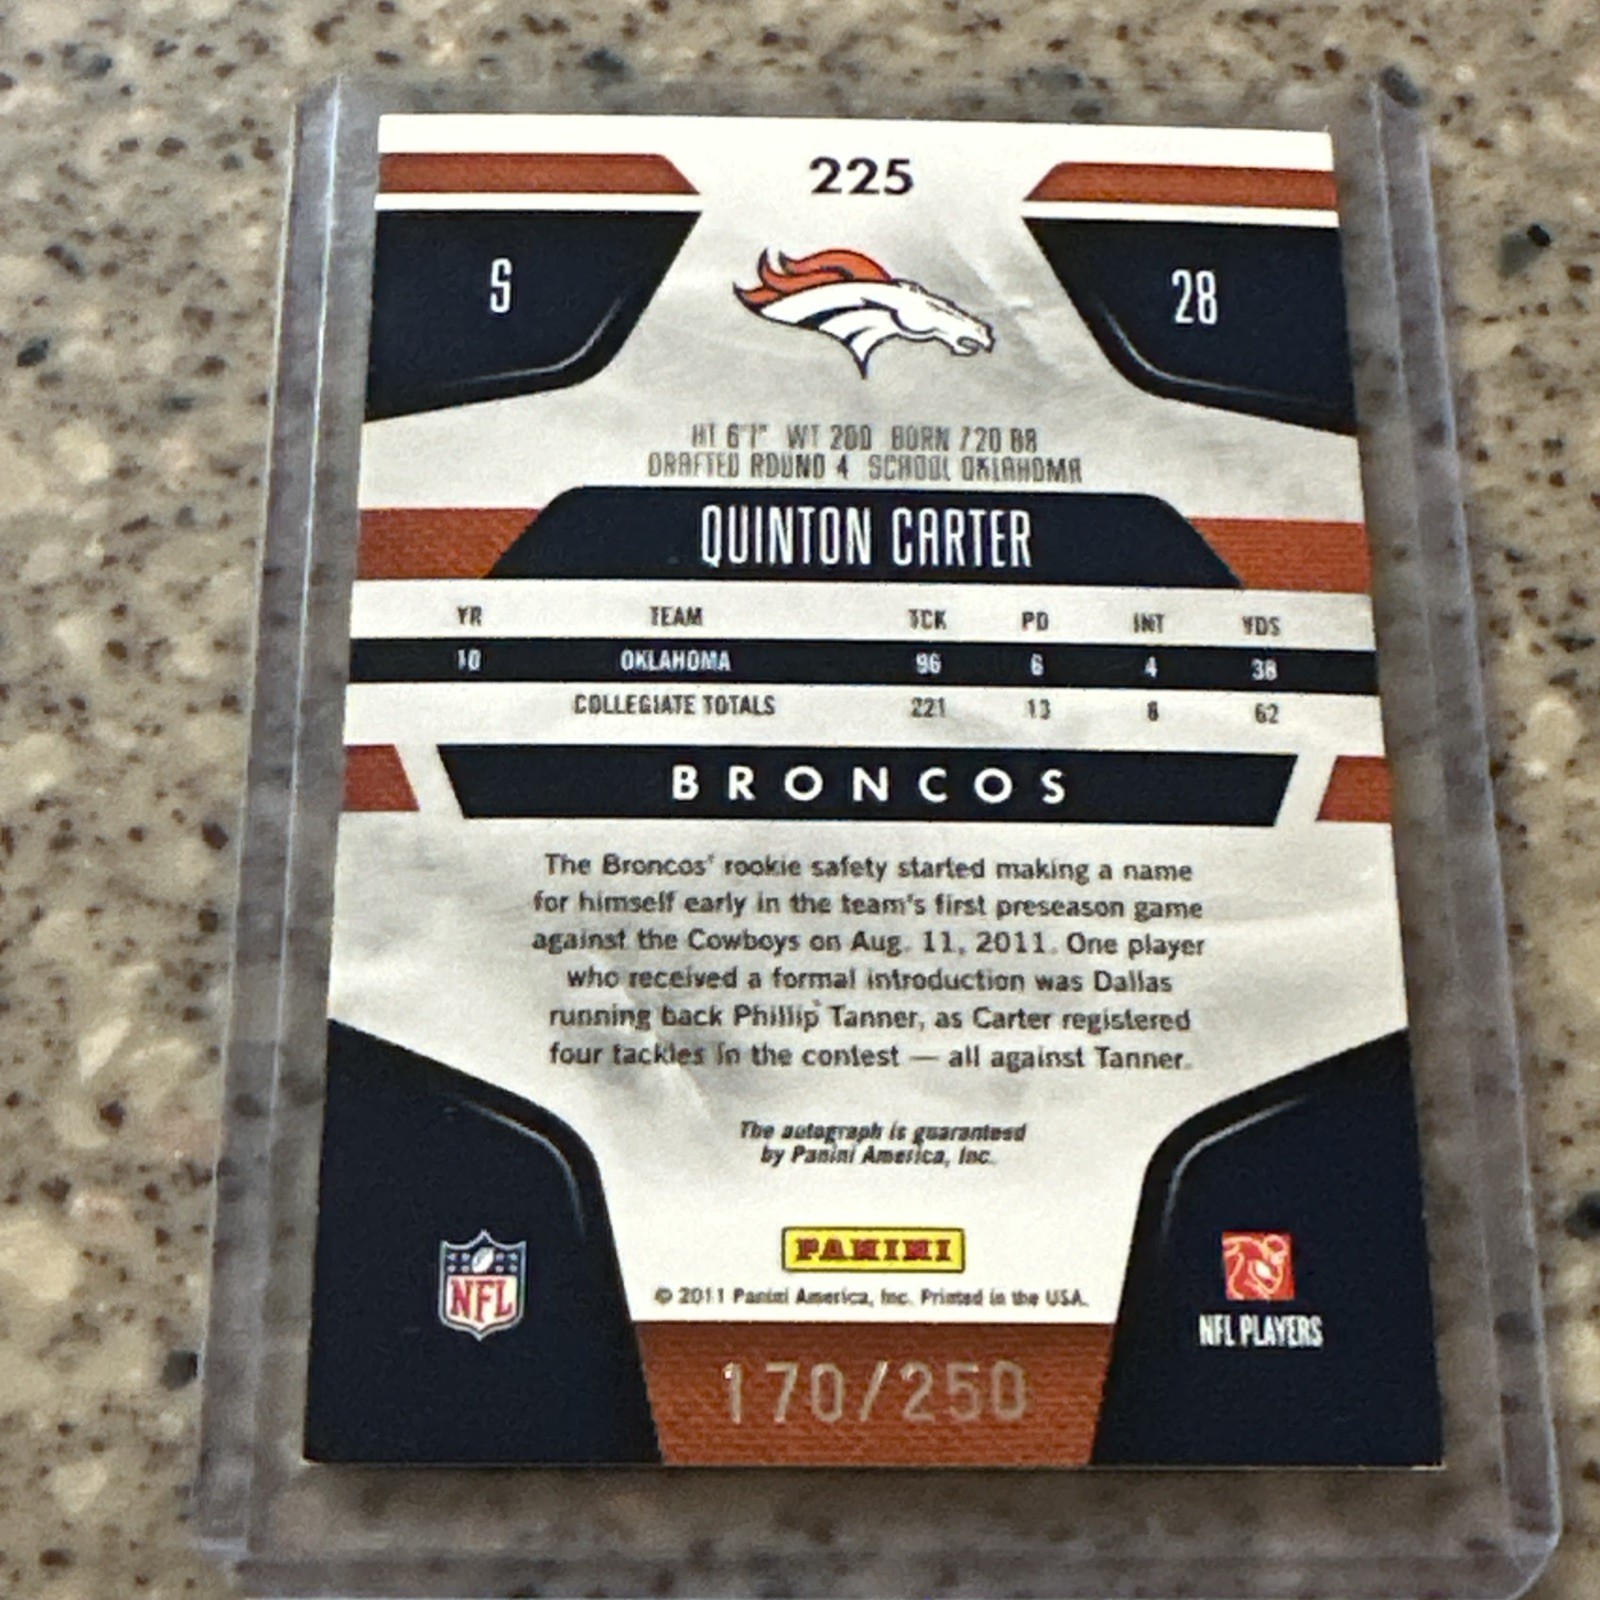 225
S
28
HT 6'1" WT 200 BORN 7 20 88
DRAFTED ROUND 4 SCHOOL OKLAHOMA
QUINTON CARTER
YR TEAM TCK PD INT YDS
10 OKLAHOMA 96 6 4 38
COLLEGIATE TOTALS 221 13 8 62
BRONCOS
The Broncos' rookie safety started making a name
for himself early in the team's first preseason game
against the Cowboys on Aug. 11, 2011. One player
who received a formal introduction was Dallas
running back Phillip Tanner, as Carter registered
four tackles in the contest — all against Tanner.
The autograph is guaranteed
by Panini America, Inc.
PANINI
© 2011 Panini America, Inc. Printed in the USA.
NFL
NFL PLAYERS
170/250